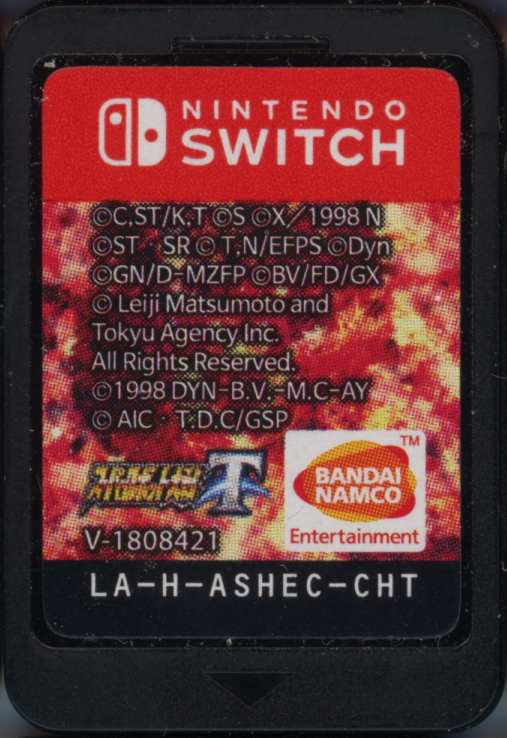 NINTENDO
SWITCH
©C.ST/K.T ©S ©X/1998 N
©ST・SR © T.N/EFPS ©Dyn
©GN/D-MZFP ©BV/FD/GX
© Leiji Matsumoto and
Tokyu Agency Inc.
All Rights Reserved.
©1998 DYN-B.V.-M.C-AY
© AIC・T.D.C/GSP
T
TM
BANDAI
NAMCO
Entertainment
V-1808421
LA-H-ASHEC-CHT